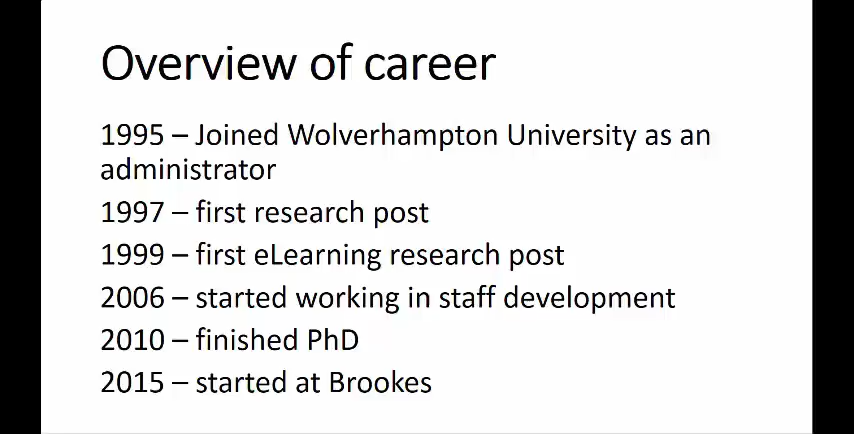 Overview of career
1995 – Joined Wolverhampton University as an
administrator
1997 – first research post
1999 – first eLearning research post
2006 – started working in staff development
2010 – finished PhD
2015 – started at Brookes